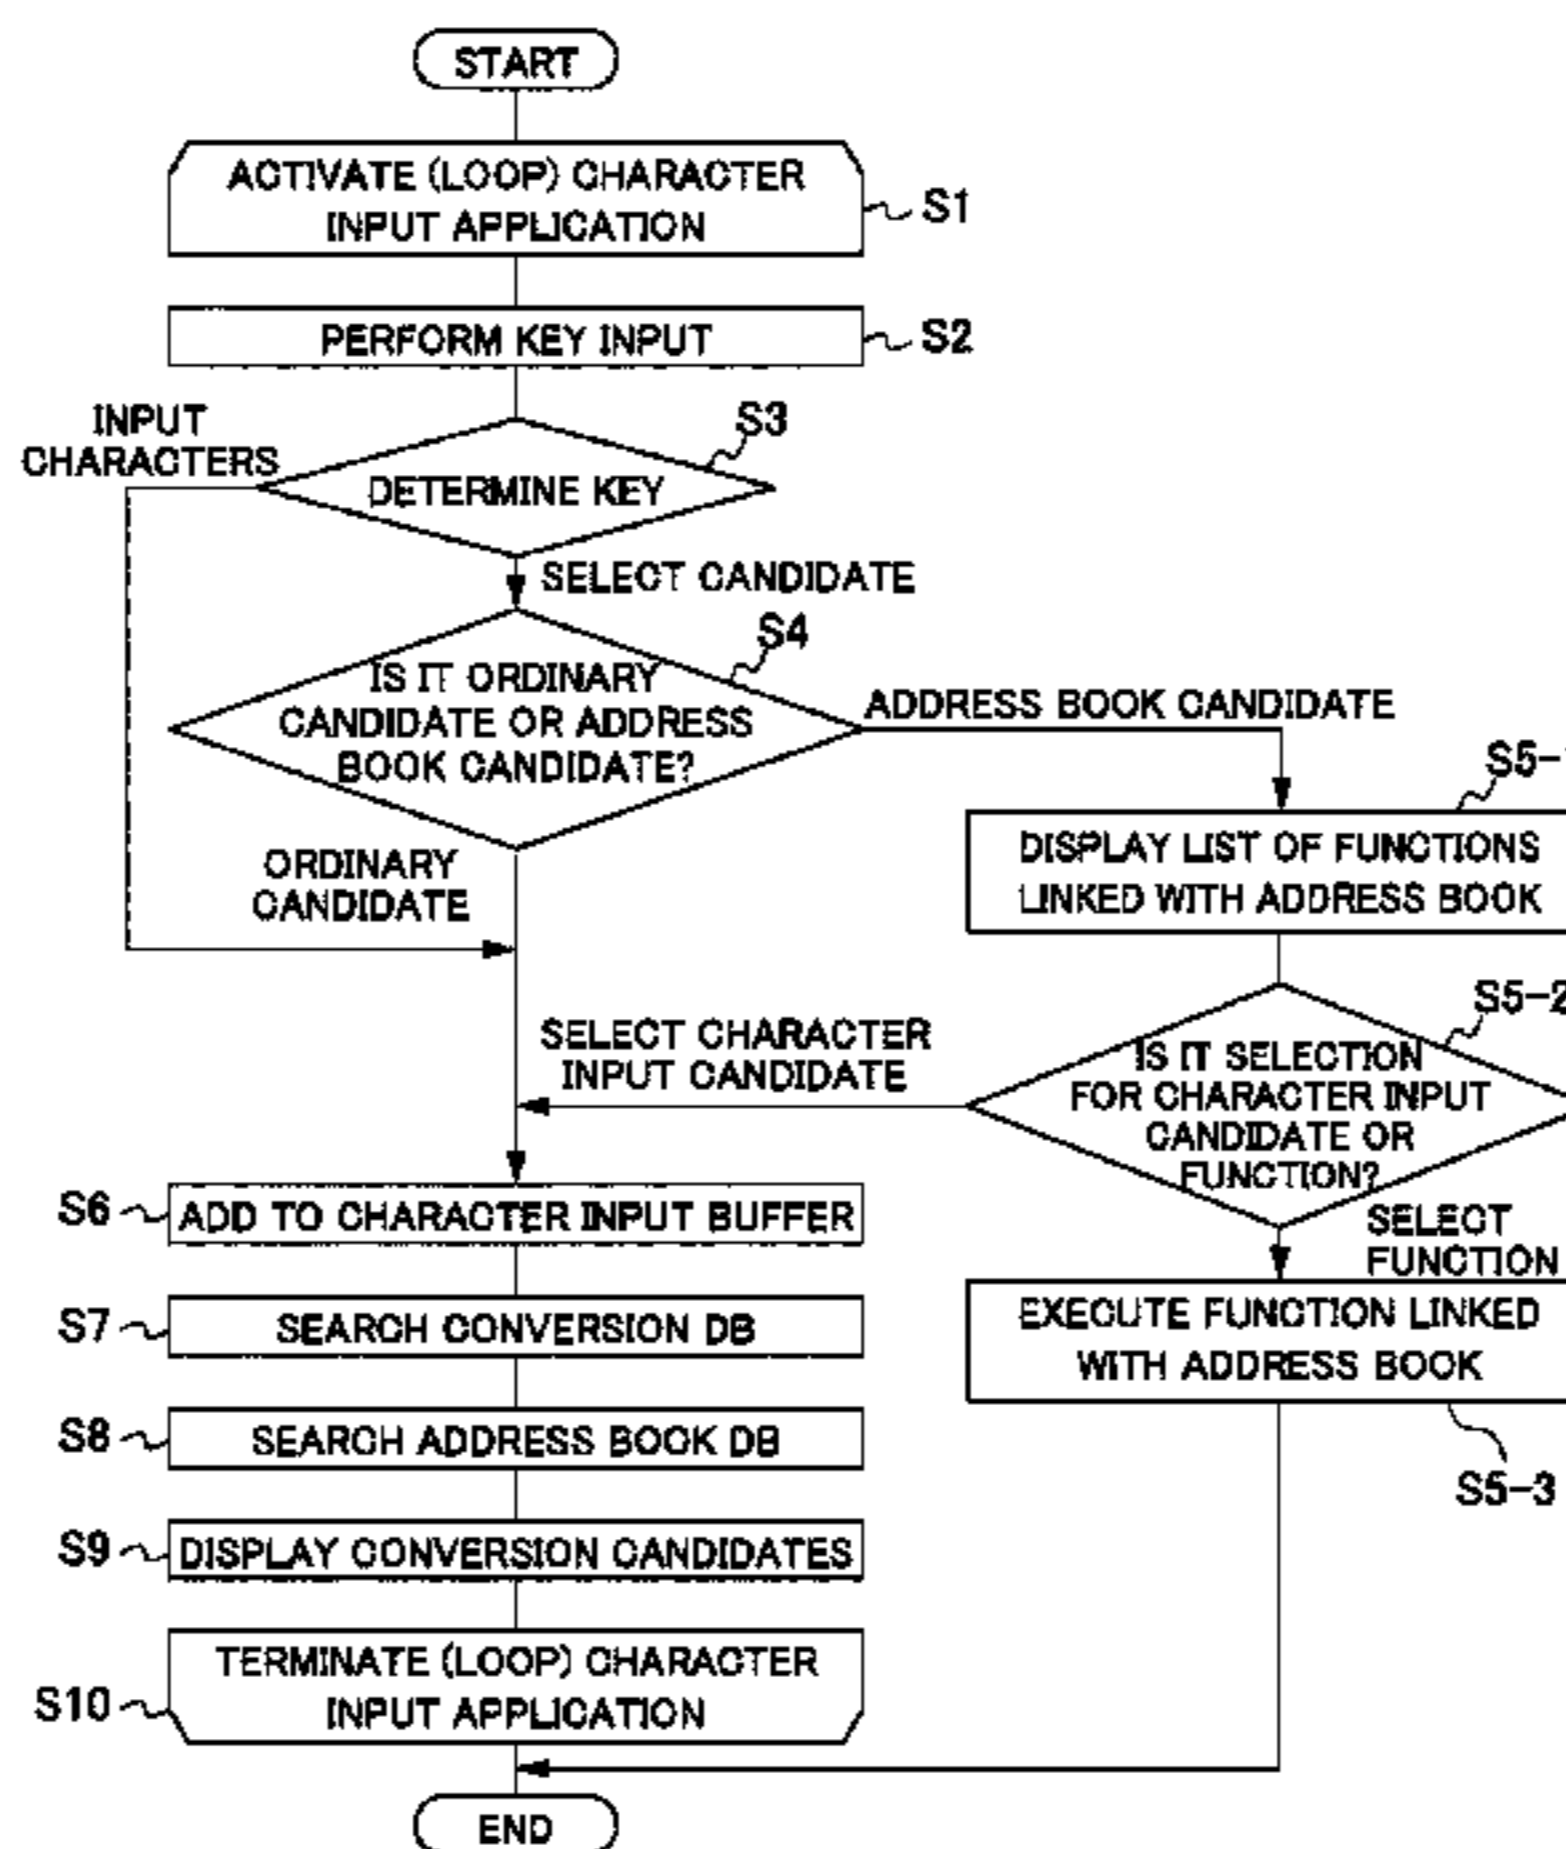 START
ACTIVATE (LOOP) CHARACTER
INPUT APPLICATION
S1
PERFORM KEY INPUT
S2
INPUT
CHARACTERS
S3
DETERMINE KEY
SELECT CANDIDATE
S4
IS IT ORDINARY
CANDIDATE OR ADDRESS
BOOK CANDIDATE?
ADDRESS BOOK CANDIDATE
ORDINARY
CANDIDATE
DISPLAY LIST OF FUNCTIONS
LINKED WITH ADDRESS BOOK
S5-2
IS IT SELECTION
FOR CHARACTER INPUT
CANDIDATE OR
FUNCTION?
SELECT CHARACTER
INPUT CANDIDATE
SELECT
FUNCTION
EXECUTE FUNCTION LINKED
WITH ADDRESS BOOK
S5-3
S6
ADD TO CHARACTER INPUT BUFFER
S7
SEARCH CONVERSION DB
S8
SEARCH ADDRESS BOOK DB
S9
DISPLAY CONVERSION CANDIDATES
S10
TERMINATE (LOOP) CHARACTER
INPUT APPLICATION
END